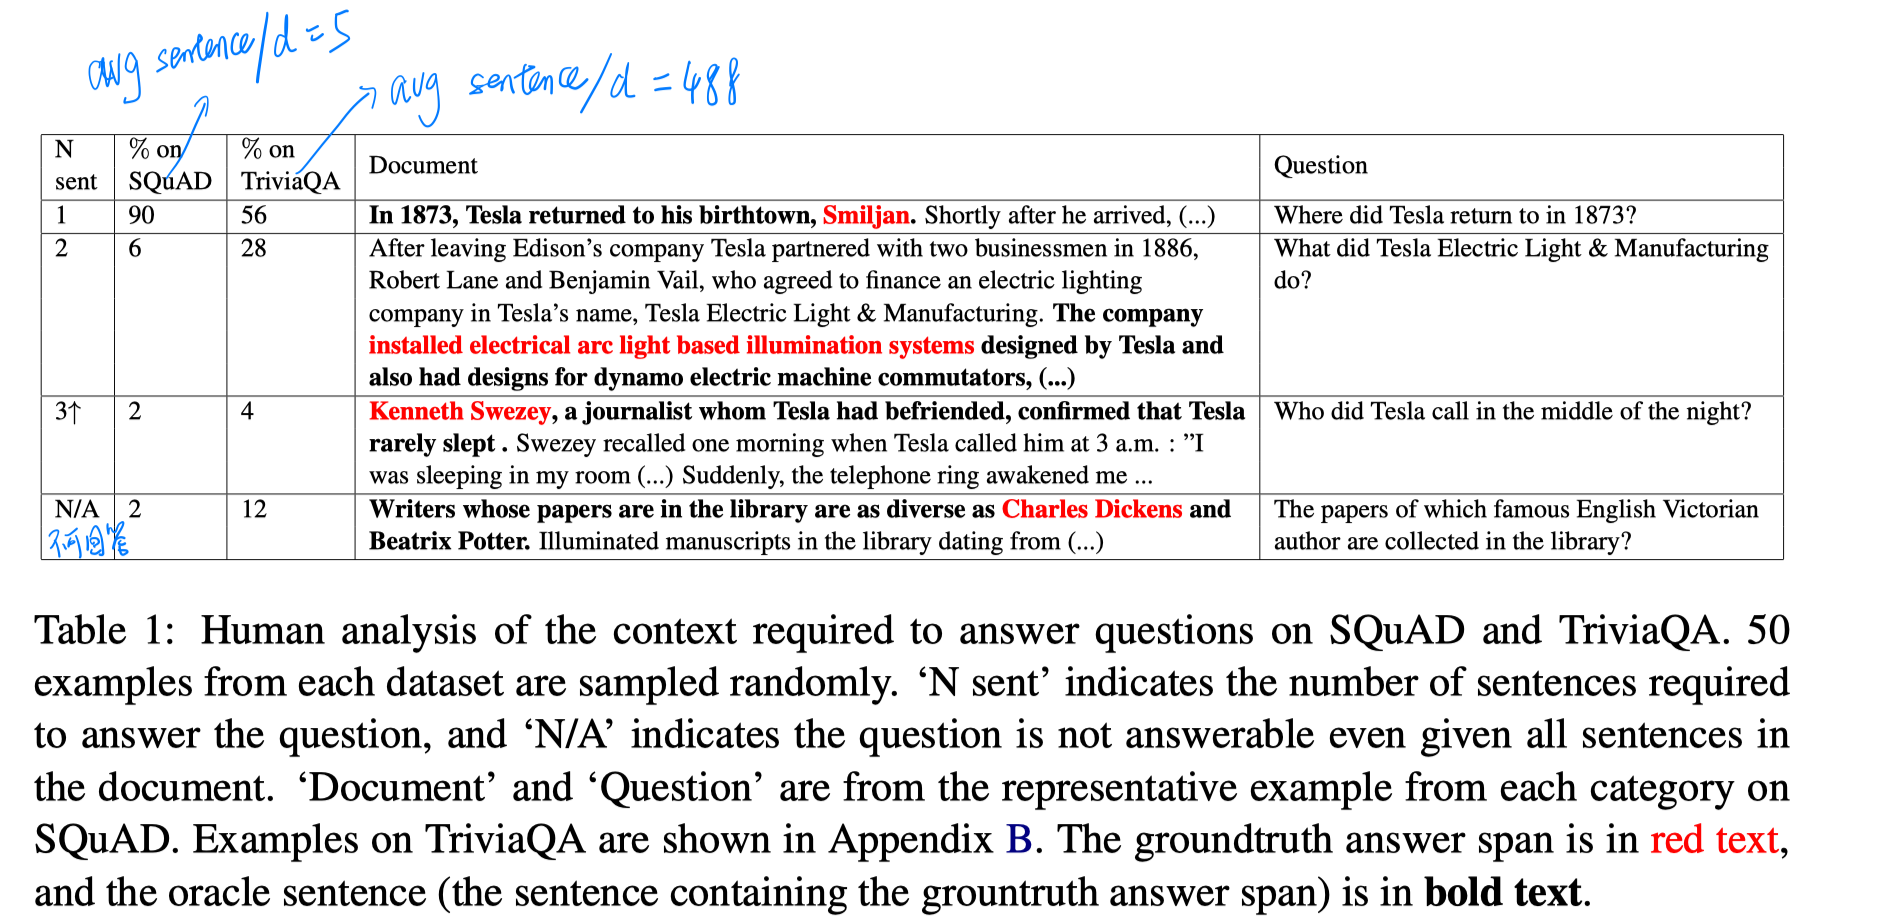 avg sentence/d = 5
avg sentence/d = 488
N sent
% on SQuAD
% on TriviaQA
Document
Question
1
90
56
In 1873, Tesla returned to his birthtown, Smiljan. Shortly after he arrived, (...)
Where did Tesla return to in 1873?
2
6
28
After leaving Edison's company Tesla partnered with two businessmen in 1886,
Robert Lane and Benjamin Vail, who agreed to finance an electric lighting
company in Tesla's name, Tesla Electric Light & Manufacturing. The company
installed electrical arc light based illumination systems designed by Tesla and
also had designs for dynamo electric machine commutators, (...)
What did Tesla Electric Light & Manufacturing
do?
3↑
2
4
Kenneth Swezey, a journalist whom Tesla had befriended, confirmed that Tesla
rarely slept . Swezey recalled one morning when Tesla called him at 3 a.m. : "I
was sleeping in my room (...) Suddenly, the telephone ring awakened me ...
Who did Tesla call in the middle of the night?
N/A
不可回答
2
12
Writers whose papers are in the library are as diverse as Charles Dickens and
Beatrix Potter. Illuminated manuscripts in the library dating from (...)
The papers of which famous English Victorian
author are collected in the library?
Table 1: Human analysis of the context required to answer questions on SQuAD and TriviaQA. 50
examples from each dataset are sampled randomly. 'N sent' indicates the number of sentences required
to answer the question, and 'N/A' indicates the question is not answerable even given all sentences in
the document. 'Document' and 'Question' are from the representative example from each category on
SQuAD. Examples on TriviaQA are shown in Appendix B. The groundtruth answer span is in red text,
and the oracle sentence (the sentence containing the grountruth answer span) is in bold text.